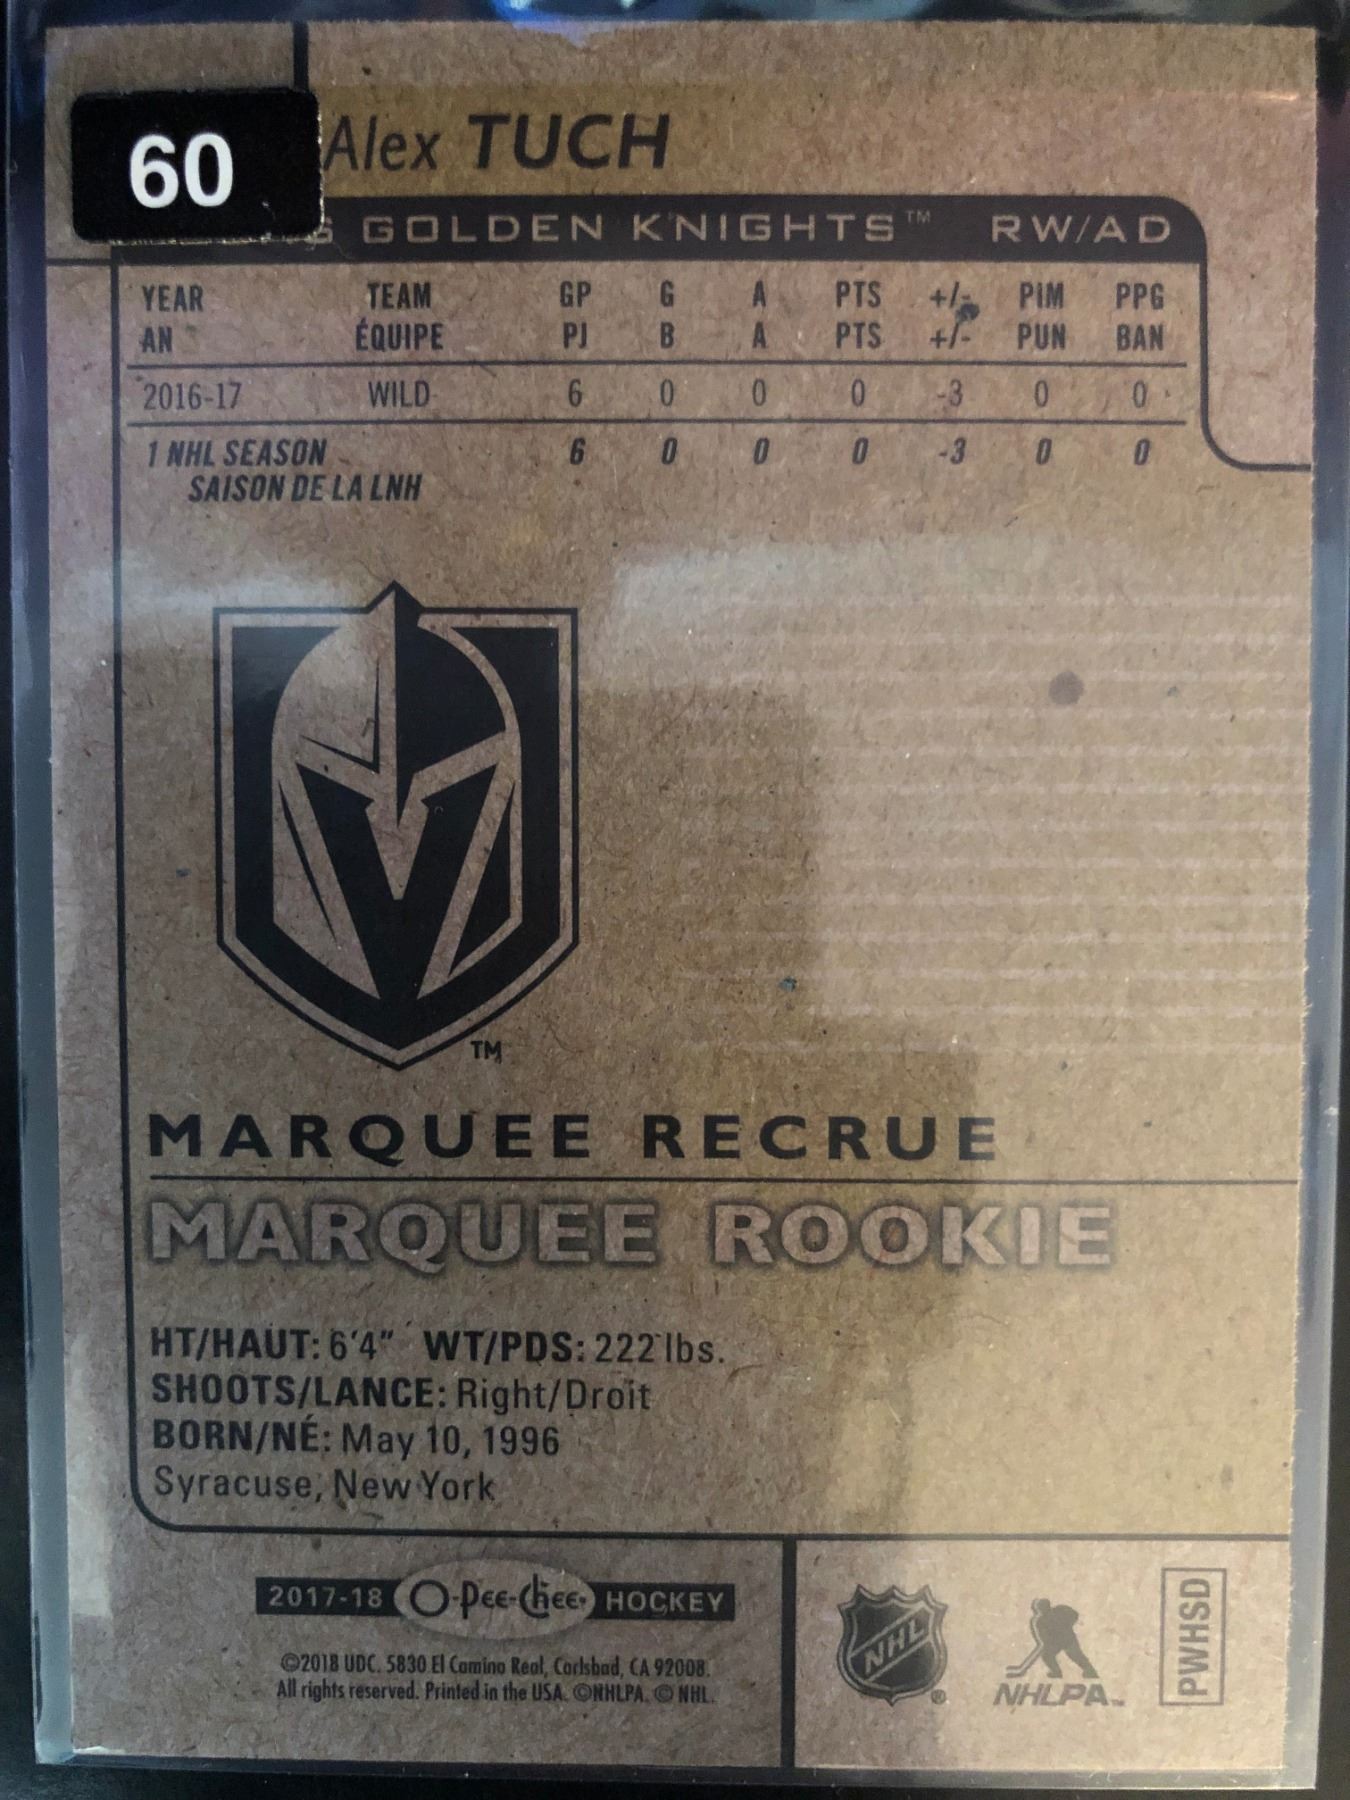 60
Alex TUCH
GOLDEN KNIGHTS™ RW/AD
YEAR TEAM GP G A PTS +/- PIM PPG
AN ÉQUIPE PJ B A PTS +/- PUN BAN
2016-17 WILD 6 0 0 0 -3 0 0
1 NHL SEASON 6 0 0 0 -3 0 0
SAISON DE LA LNH
TM
MARQUEE RECRUE
MARQUEE ROOKIE
HT/HAUT: 6'4" WT/PDS: 222 lbs.
SHOOTS/LANCE: Right/Droit
BORN/NÉ: May 10, 1996
Syracuse, New York
2017-18 O-Pee-Chee® HOCKEY
©2018 UDC. 5830 El Camino Real, Carlsbad, CA 92008.
All rights reserved. Printed in the USA. ©NHLPA. © NHL.
NHL®
NHLPA™
PWHSD